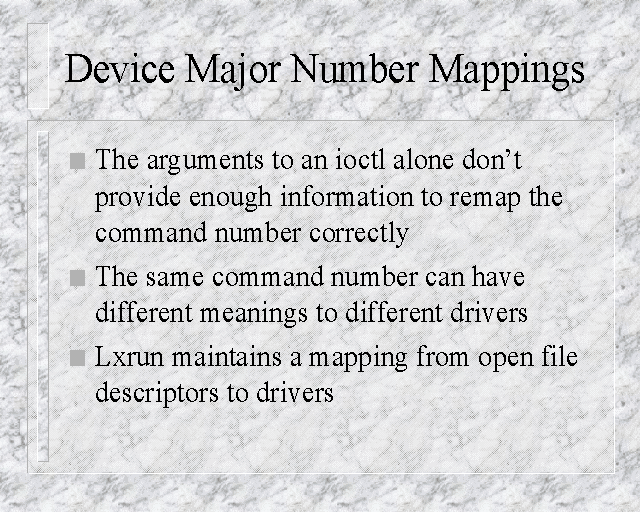 Device Major Number Mappings
The arguments to an ioctl alone don’t
provide enough information to remap the
command number correctly
The same command number can have
different meanings to different drivers
Lxrun maintains a mapping from open file
descriptors to drivers